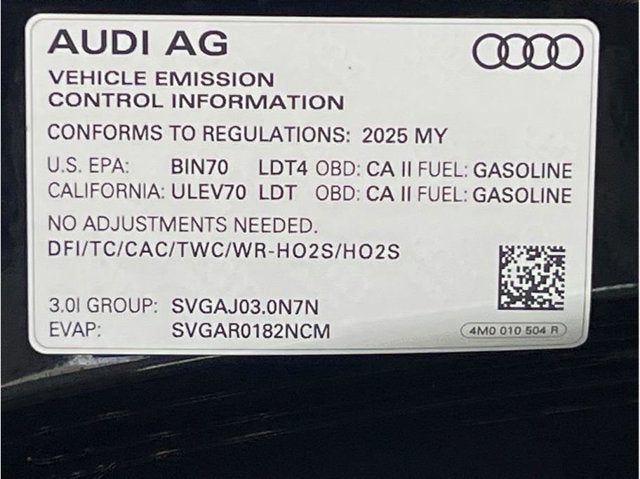 AUDI AG
VEHICLE EMISSION
CONTROL INFORMATION
CONFORMS TO REGULATIONS: 2025 MY
U.S. EPA: BIN70 LDT4 OBD: CA II FUEL: GASOLINE
CALIFORNIA: ULEV70 LDT OBD: CA II FUEL: GASOLINE
NO ADJUSTMENTS NEEDED.
DFI/TC/CAC/TWC/WR-HO2S/HO2S
3.0l GROUP: SVGAJ03.0N7N
EVAP: SVGAR0182NCM
4M0 010 504 R